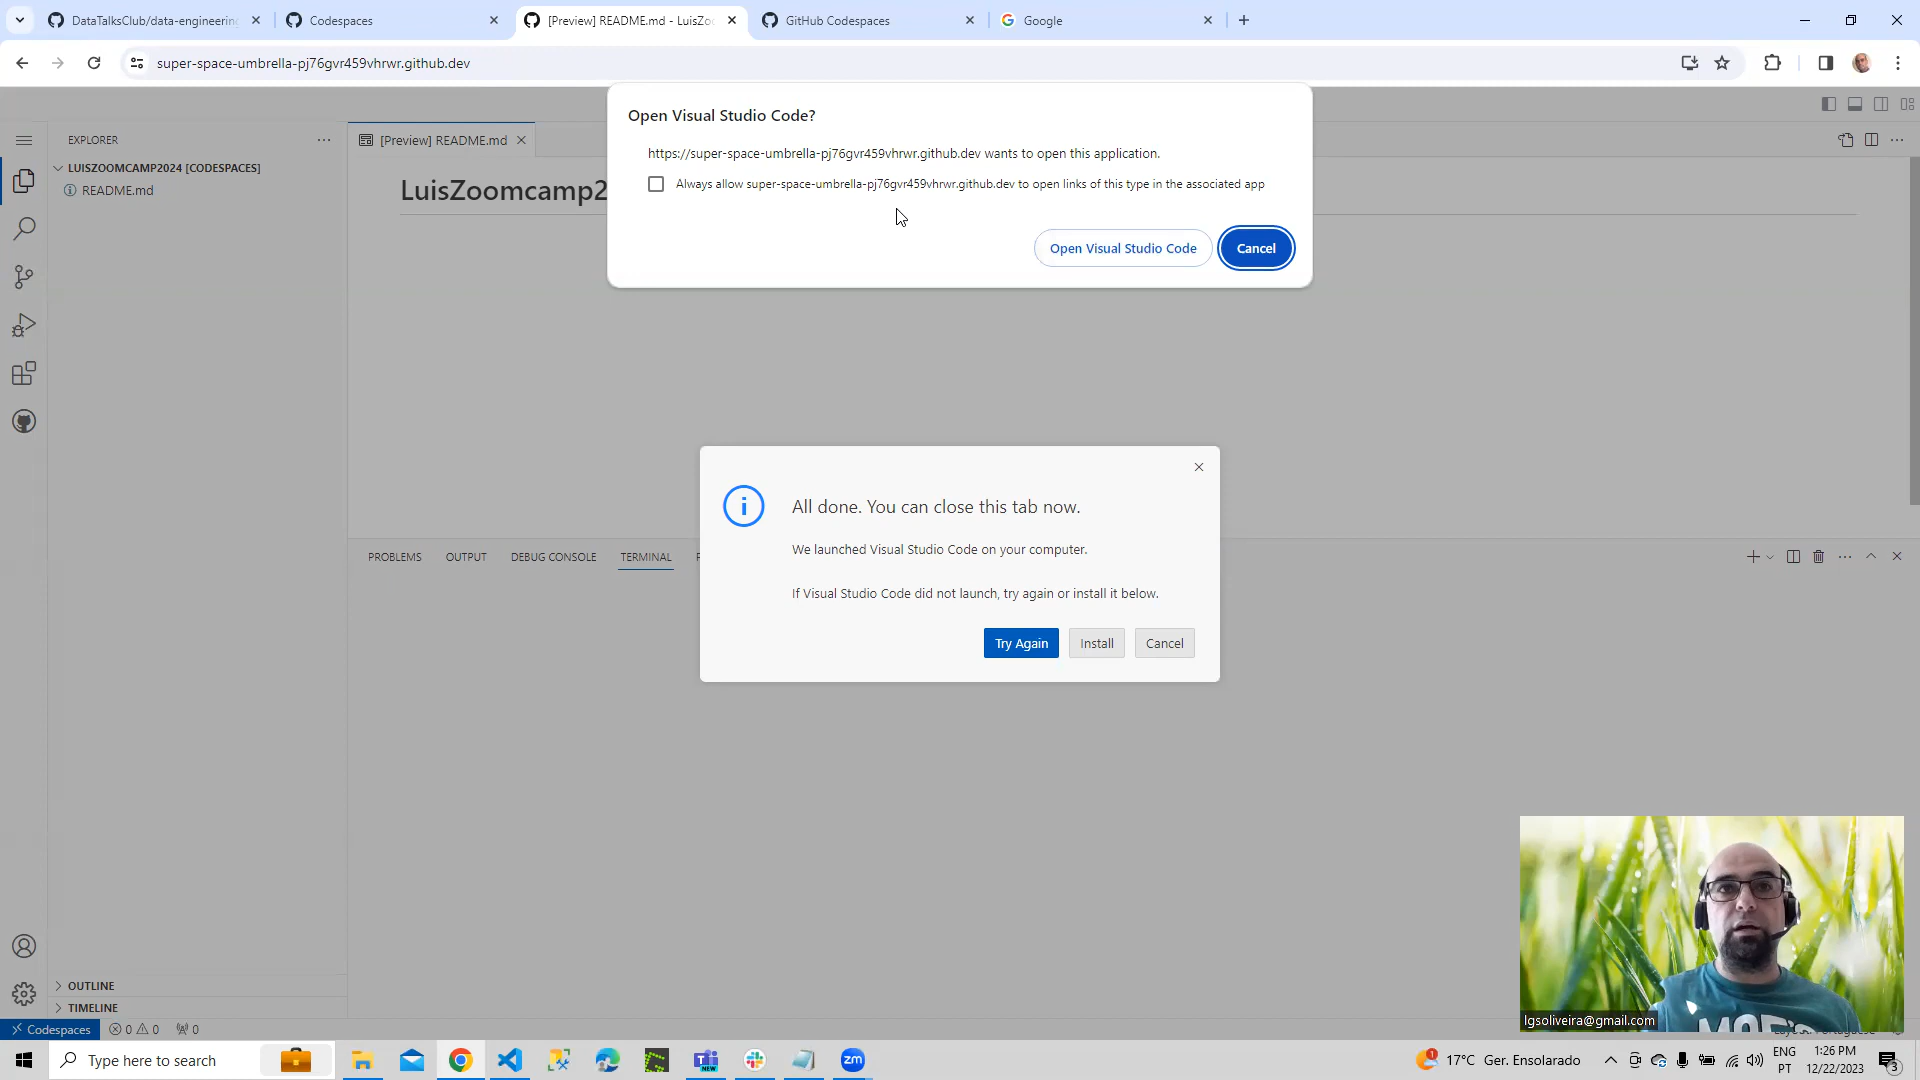 DataTalksClub/data-engineering
Codespaces
[Preview] README.md - LuisZoo
GitHub Codespaces
Google
super-space-umbrella-pj76gvr459vhrwr.github.dev
Open Visual Studio Code?
https://super-space-umbrella-pj76gvr459vhrwr.github.dev wants to open this application.
Always allow super-space-umbrella-pj76gvr459vhrwr.github.dev to open links of this type in the associated app
Open Visual Studio Code
Cancel
EXPLORER
[Preview] README.md
LUISZOOMCAMP2024 [CODESPACES]
README.md
LuisZoomcamp2
All done. You can close this tab now.
We launched Visual Studio Code on your computer.
If Visual Studio Code did not launch, try again or install it below.
Try Again
Install
Cancel
PROBLEMS
OUTPUT
DEBUG CONSOLE
TERMINAL
OUTLINE
TIMELINE
Codespaces
0
0
0
lgsoliveira@gmail.com
Type here to search
NEW
zm
1
17°C Ger. Ensolarado
ENG
PT
1:26 PM
12/22/2023
3